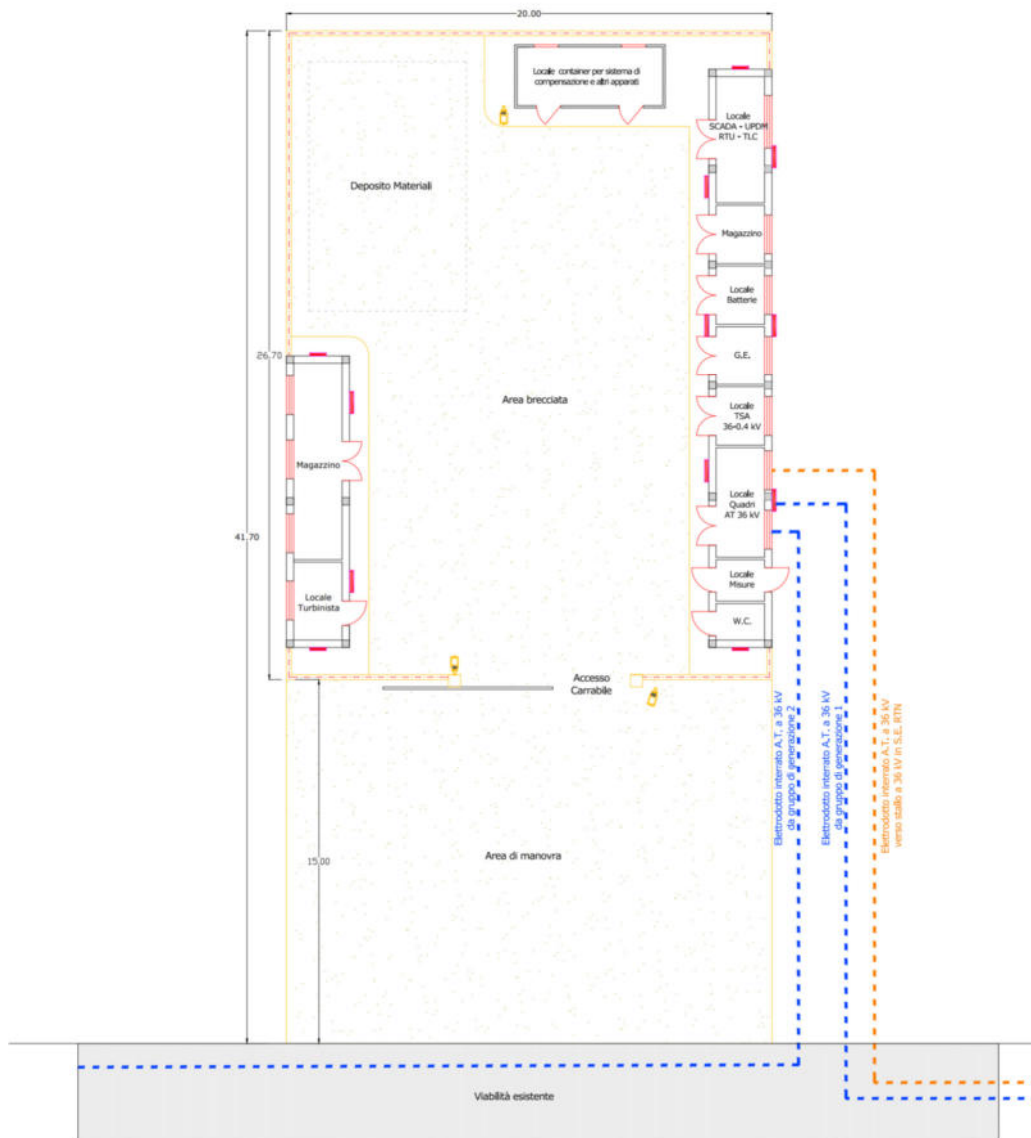 20.00
Locale container per sistema di
compensazione e altri apparati
Locale
SCADA - UPDM
RTU - TLC
Deposito Materiali
Magazzino
Locale
Batterie
26.70
G.E.
Area brecciata
Locale
TSA
36-0.4 kV
Magazzino
Locale
Quadri
AT 36 kV
41.70
Locale
Misure
Locale
Turbinista
W.C.
Accesso
Carrabile
Elettrodotto interrato A.T. a 36 kV
da gruppo di generazione 2
Elettrodotto interrato A.T. a 36 kV
da gruppo di generazione 1
Elettrodotto interrato A.T. a 36 kV
verso stallo a 36 kV in S.E. RTN
15.00
Area di manovra
Viabilità esistente